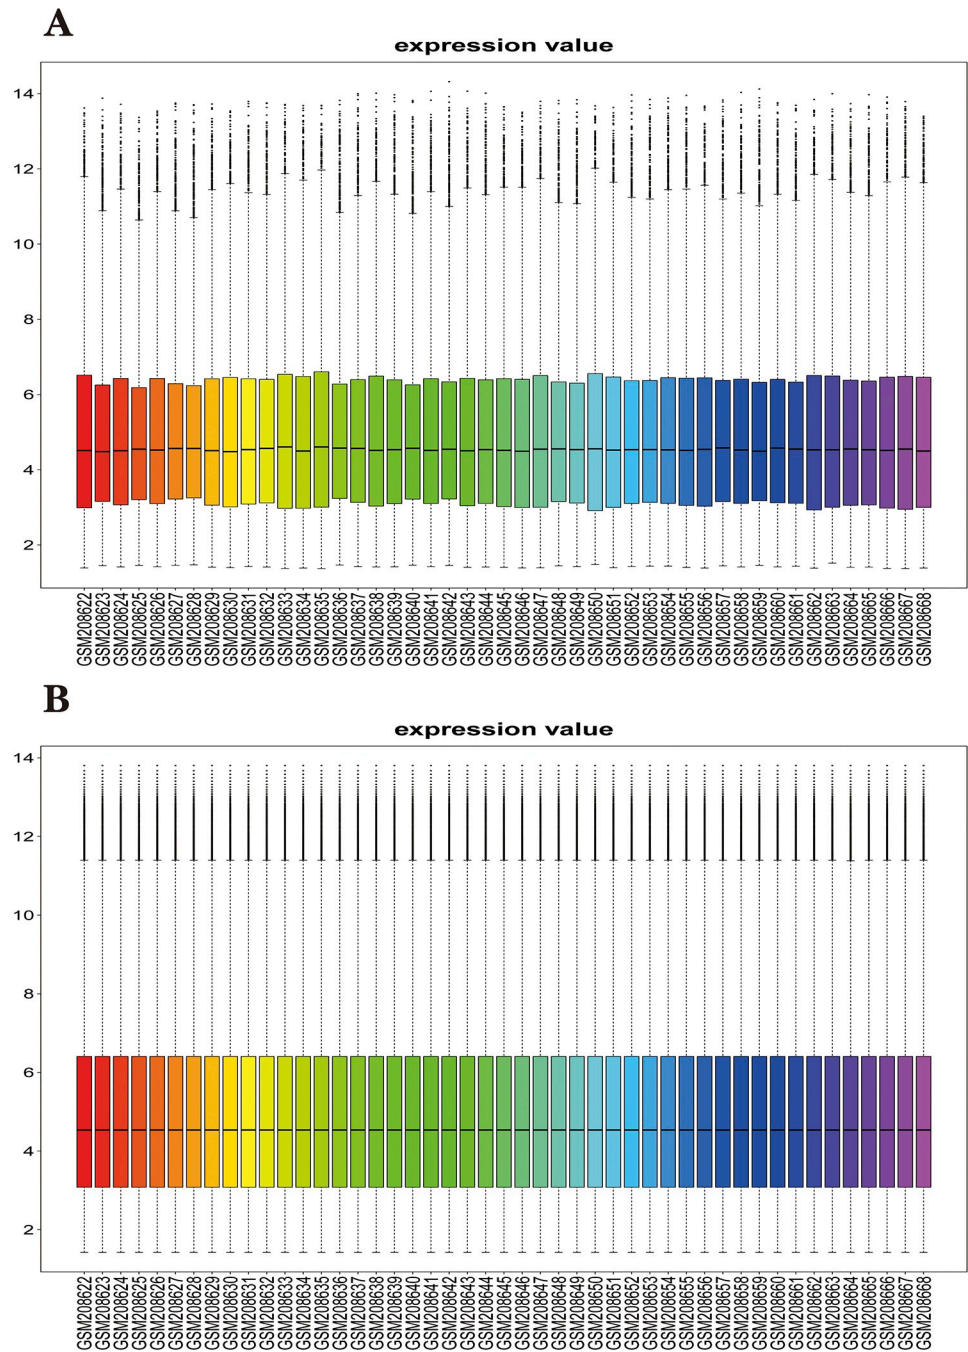 A
expression value
14
12
10
8
6
4
2
GSM208622
GSM208623
GSM208624
GSM208625
GSM208626
GSM208627
GSM208628
GSM208629
GSM208630
GSM208631
GSM208632
GSM208633
GSM208634
GSM208635
GSM208636
GSM208637
GSM208638
GSM208639
GSM208640
GSM208641
GSM208642
GSM208643
GSM208644
GSM208645
GSM208646
GSM208647
GSM208648
GSM208649
GSM208650
GSM208651
GSM208652
GSM208653
GSM208654
GSM208655
GSM208656
GSM208657
GSM208658
GSM208659
GSM208660
GSM208661
GSM208662
GSM208663
GSM208664
GSM208665
GSM208666
GSM208667
GSM208668
B
expression value
14
12
10
8
6
4
2
GSM208622
GSM208623
GSM208624
GSM208625
GSM208626
GSM208627
GSM208628
GSM208629
GSM208630
GSM208631
GSM208632
GSM208633
GSM208634
GSM208635
GSM208636
GSM208637
GSM208638
GSM208639
GSM208640
GSM208641
GSM208642
GSM208643
GSM208644
GSM208645
GSM208646
GSM208647
GSM208648
GSM208649
GSM208650
GSM208651
GSM208652
GSM208653
GSM208654
GSM208655
GSM208656
GSM208657
GSM208658
GSM208659
GSM208660
GSM208661
GSM208662
GSM208663
GSM208664
GSM208665
GSM208666
GSM208667
GSM208668